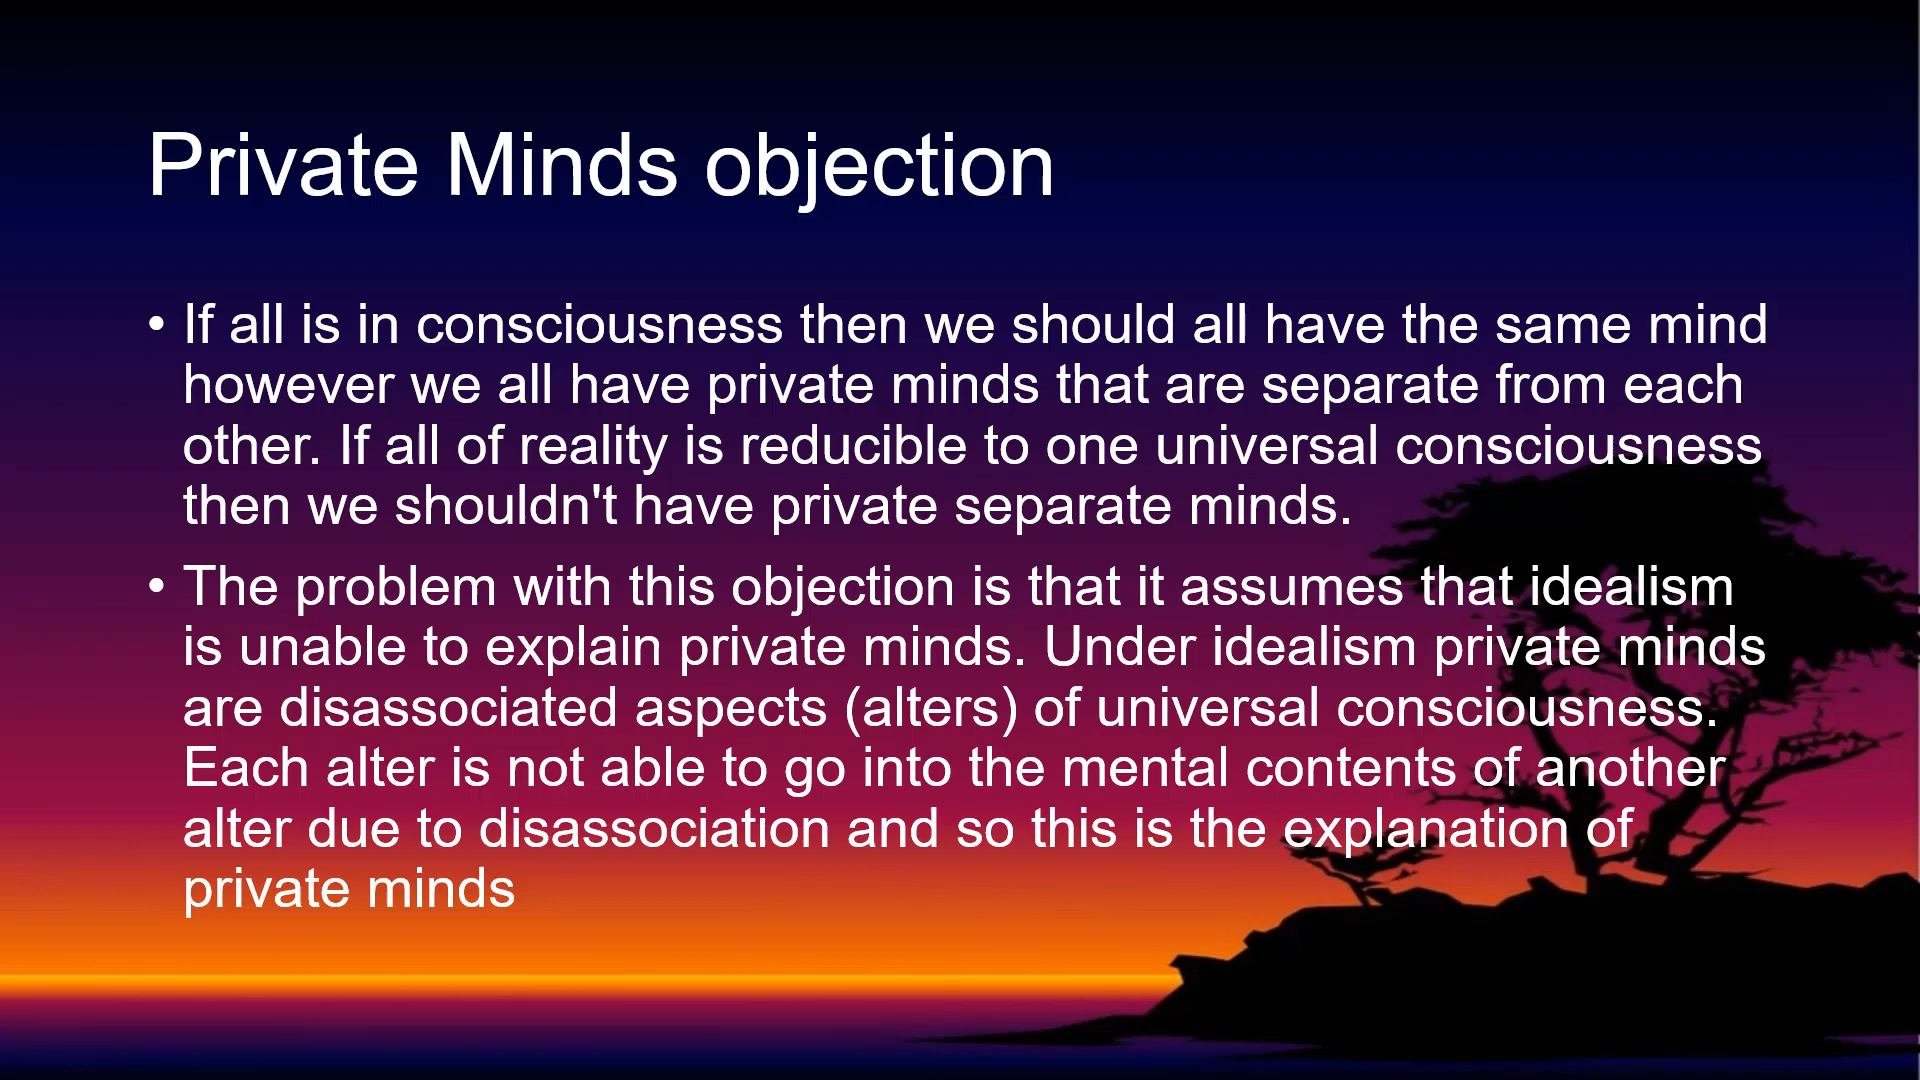 Private Minds objection
• If all is in consciousness then we should all have the same mind
however we all have private minds that are separate from each
other. If all of reality is reducible to one universal consciousness
then we shouldn't have private separate minds.
• The problem with this objection is that it assumes that idealism
is unable to explain private minds. Under idealism private minds
are disassociated aspects (alters) of universal consciousness.
Each alter is not able to go into the mental contents of another
alter due to disassociation and so this is the explanation of
private minds